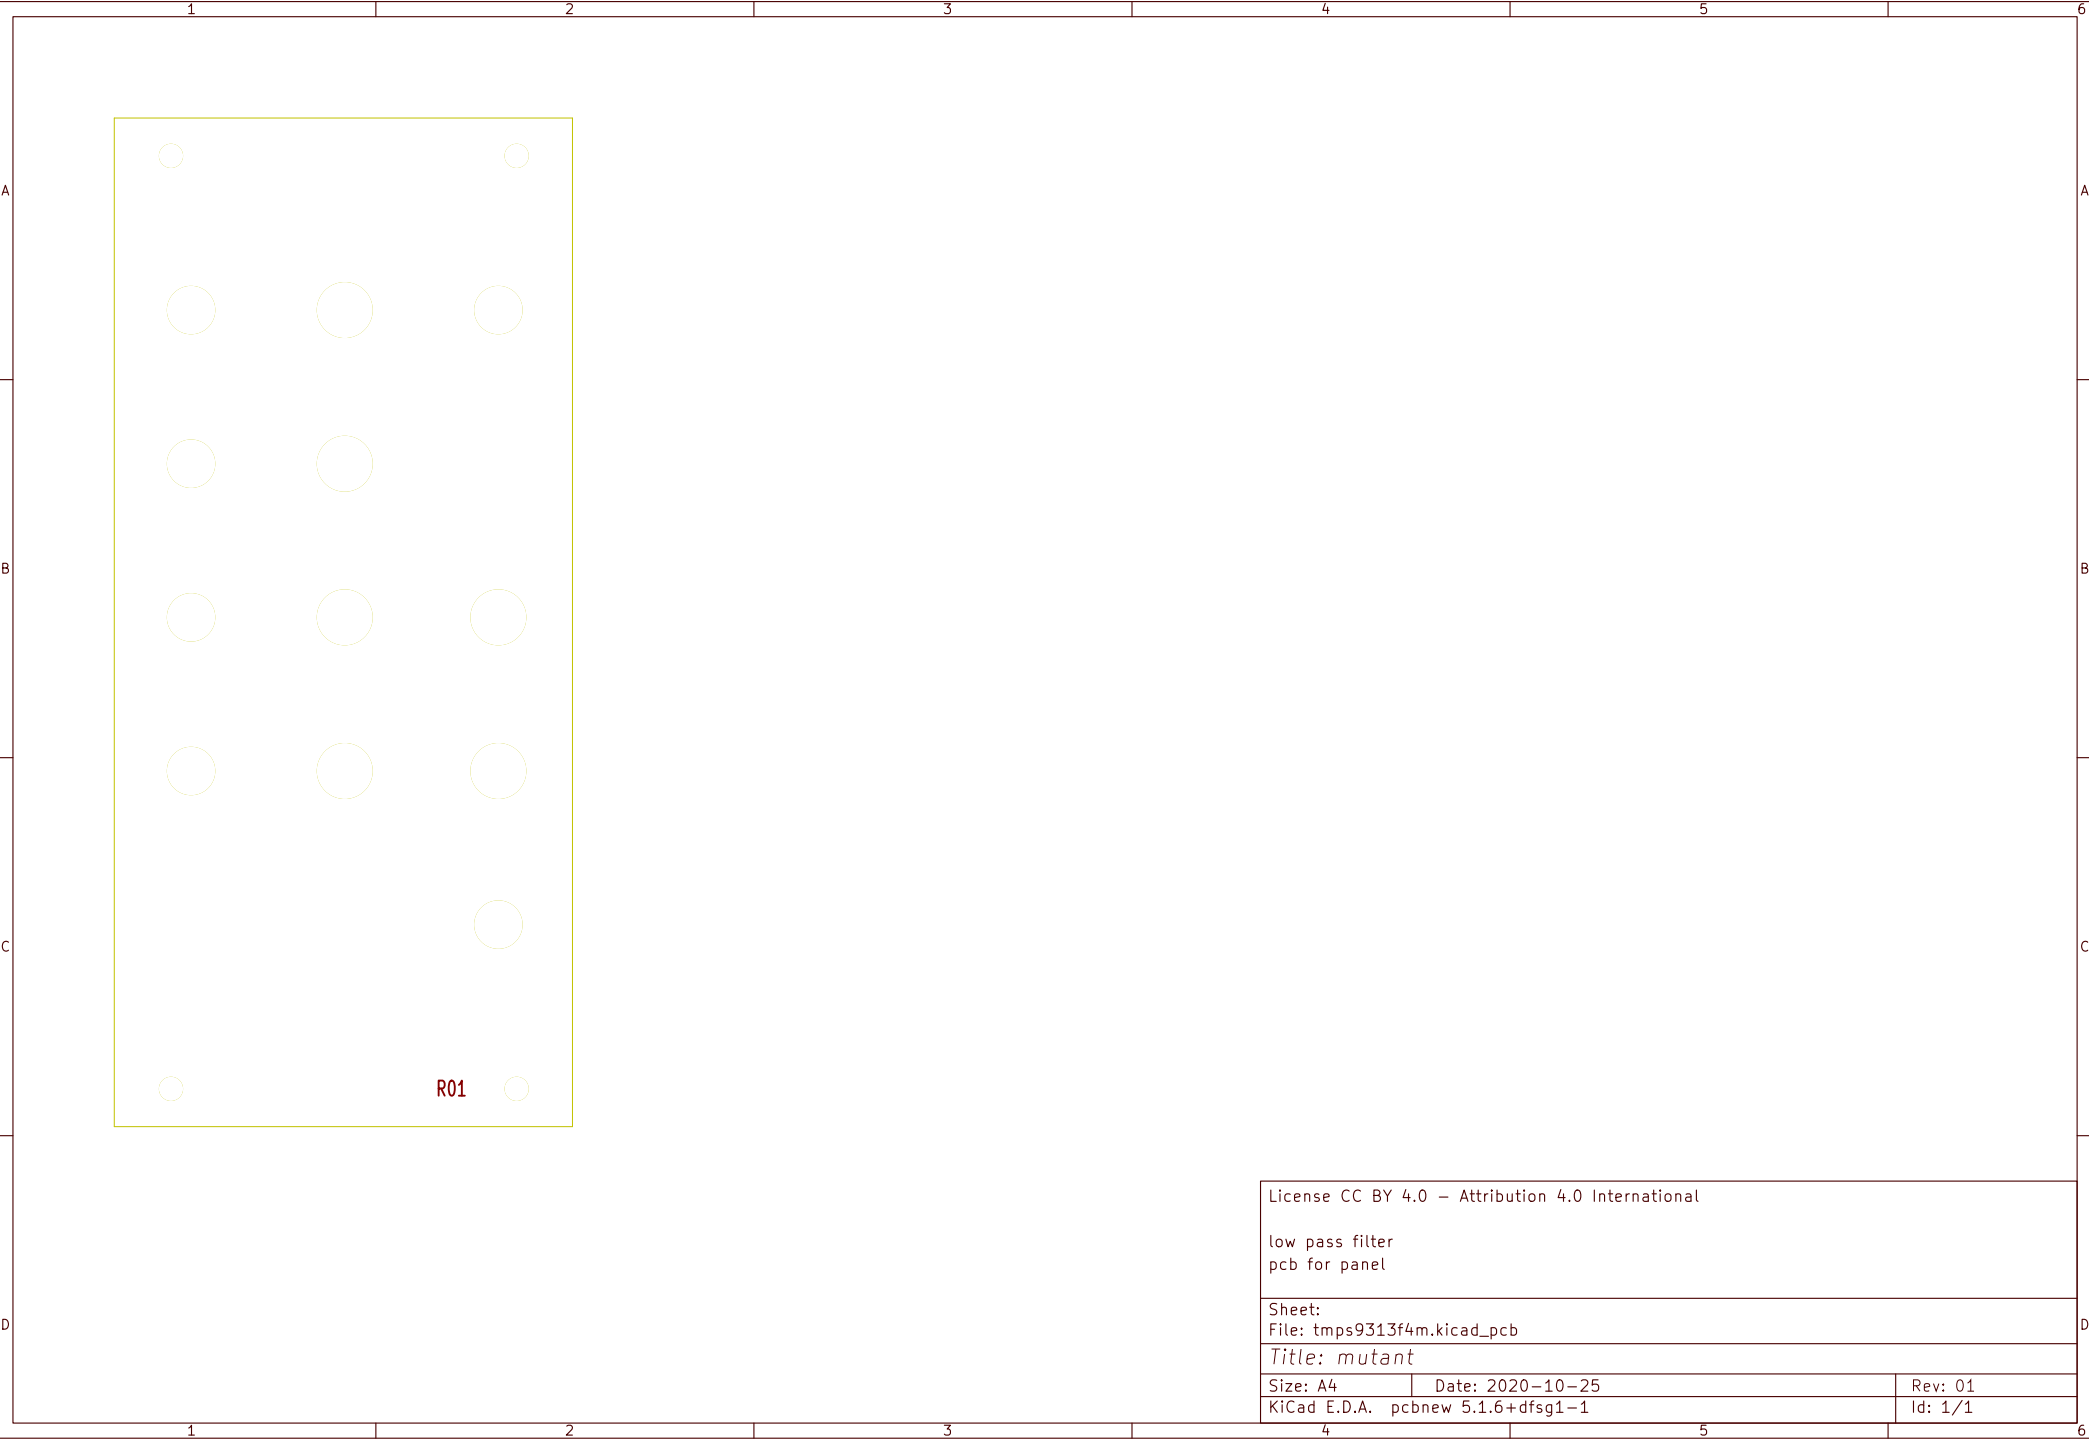 1 2 3 4 5 6
A A
B B
C C
R01
License CC BY 4.0 - Attribution 4.0 International
low pass filter
pcb for panel
Sheet:
D D
File: tmps9313f4m.kicad_pcb
Title: mutant
Size: A4 Date: 2020-10-25 Rev: 01
KiCad E.D.A. pcbnew 5.1.6+dfsg1-1 Id: 1/1
1 2 3 4 5 6